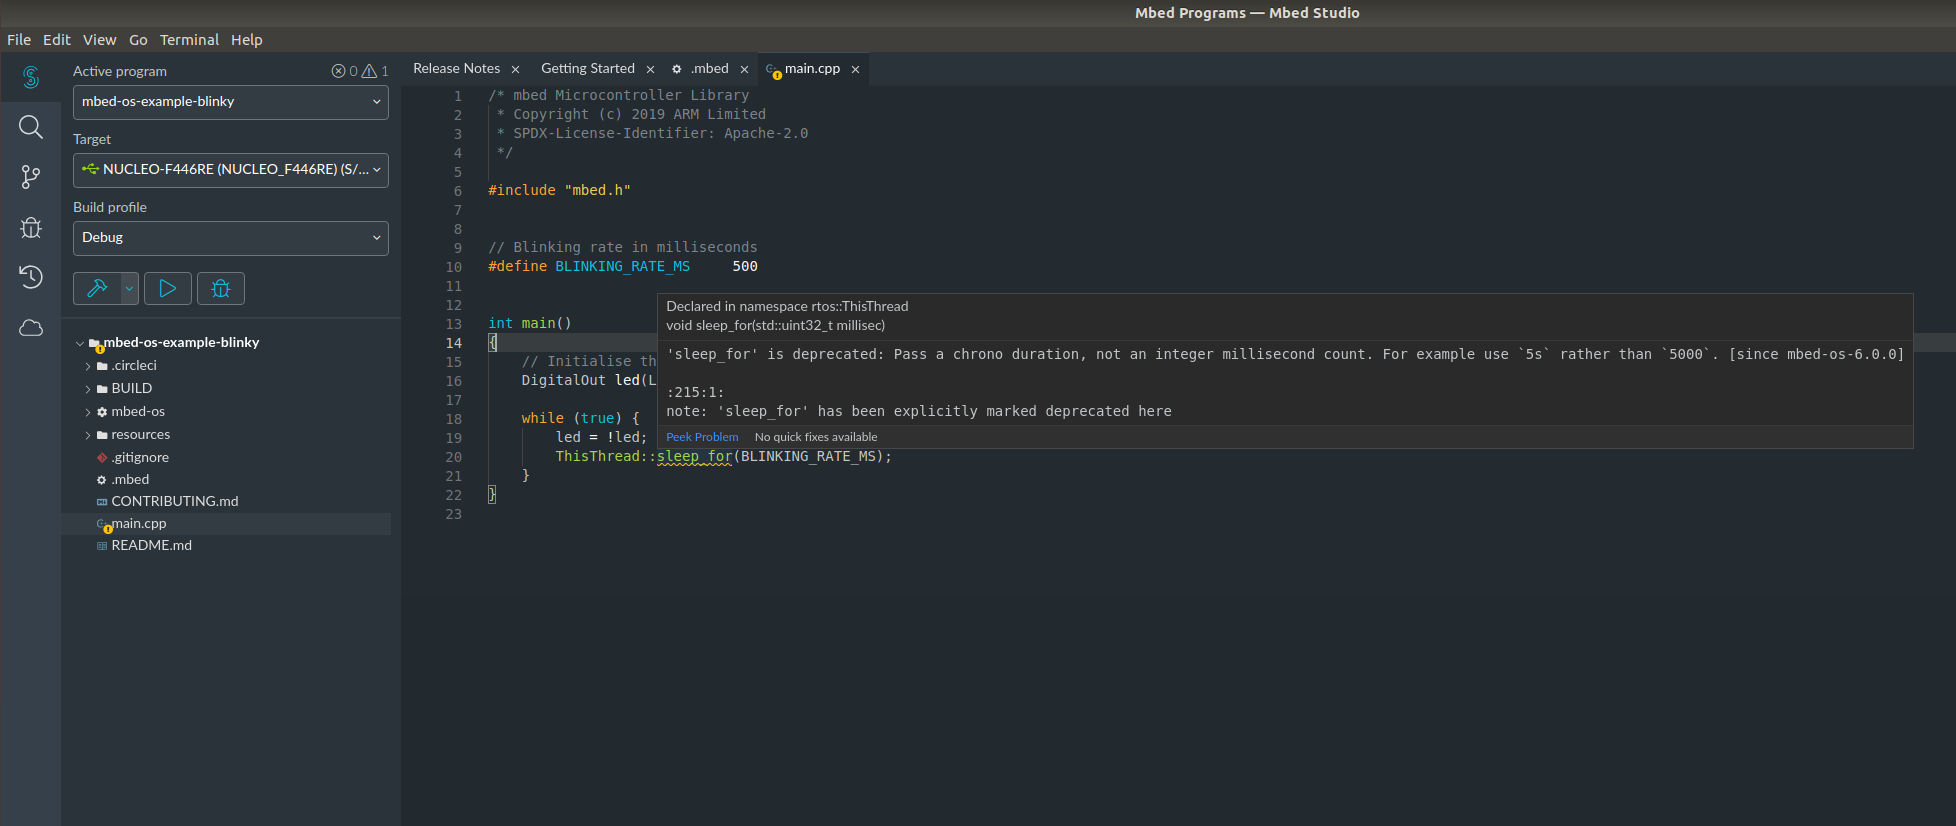 Mbed Programs — Mbed Studio
File Edit View Go Terminal Help
Active program 0 1
mbed-os-example-blinky
Target
NUCLEO-F446RE (NUCLEO_F446RE) (S/...
Build profile
Debug
mbed-os-example-blinky
.circleci
BUILD
mbed-os
resources
.gitignore
.mbed
CONTRIBUTING.md
main.cpp
README.md
Release Notes × Getting Started × .mbed × main.cpp ×
1 /* mbed Microcontroller Library
2 * Copyright (c) 2019 ARM Limited
3 * SPDX-License-Identifier: Apache-2.0
4 */
5
6 #include "mbed.h"
7
8
9 // Blinking rate in milliseconds
10 #define BLINKING_RATE_MS 500
11
12
13 int main()
14 {
15 // Initialise th
16 DigitalOut led(L
17
18 while (true) {
19 led = !led;
20 ThisThread::sleep_for(BLINKING_RATE_MS);
21 }
22 }
23
Declared in namespace rtos::ThisThread
void sleep_for(std::uint32_t millisec)
'sleep_for' is deprecated: Pass a chrono duration, not an integer millisecond count. For example use `5s` rather than `5000`. [since mbed-os-6.0.0]
:215:1:
note: 'sleep_for' has been explicitly marked deprecated here
Peek Problem No quick fixes available